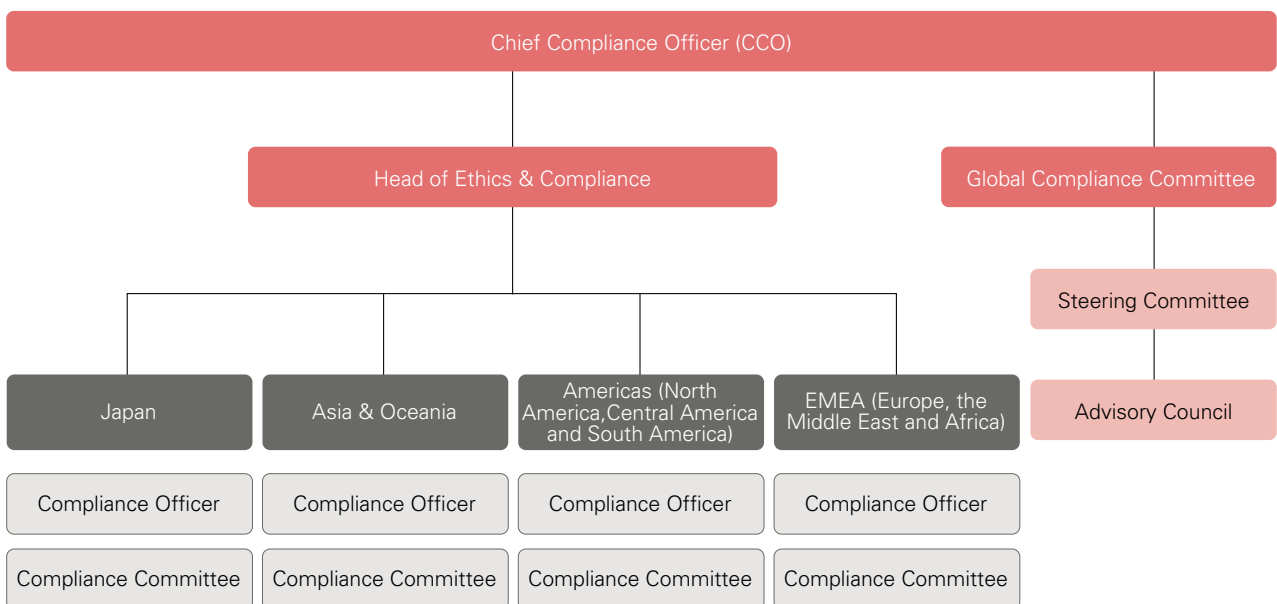 Chief Compliance Officer (CCO)
Head of Ethics & Compliance
Global Compliance Committee
Steering Committee
Japan
Asia & Oceania
Americas (North
America,Central America
and South America)
EMEA (Europe, the
Middle East and Africa)
Advisory Council
Compliance Officer
Compliance Officer
Compliance Officer
Compliance Officer
Compliance Committee
Compliance Committee
Compliance Committee
Compliance Committee